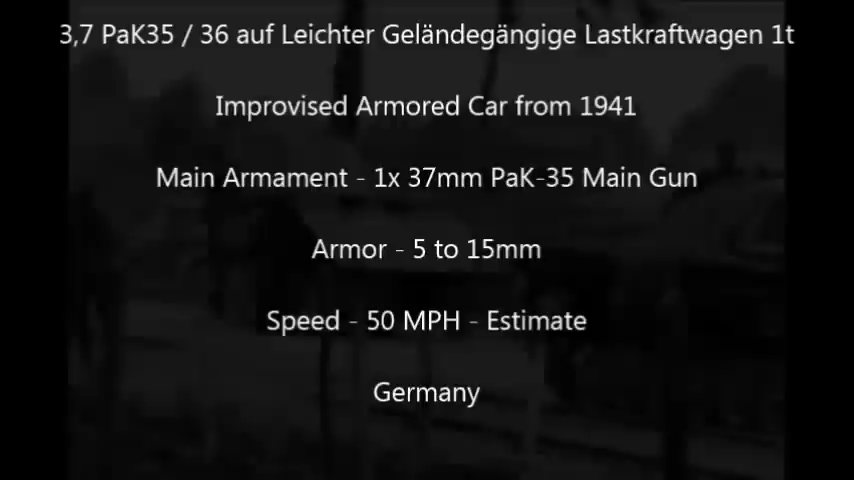 3,7 PaK35 / 36 auf Leichter Geländegängige Lastkraftwagen 1t
Improvised Armored Car from 1941
Main Armament - 1x 37mm PaK-35 Main Gun
Armor - 5 to 15mm
Speed - 50 MPH - Estimate
Germany